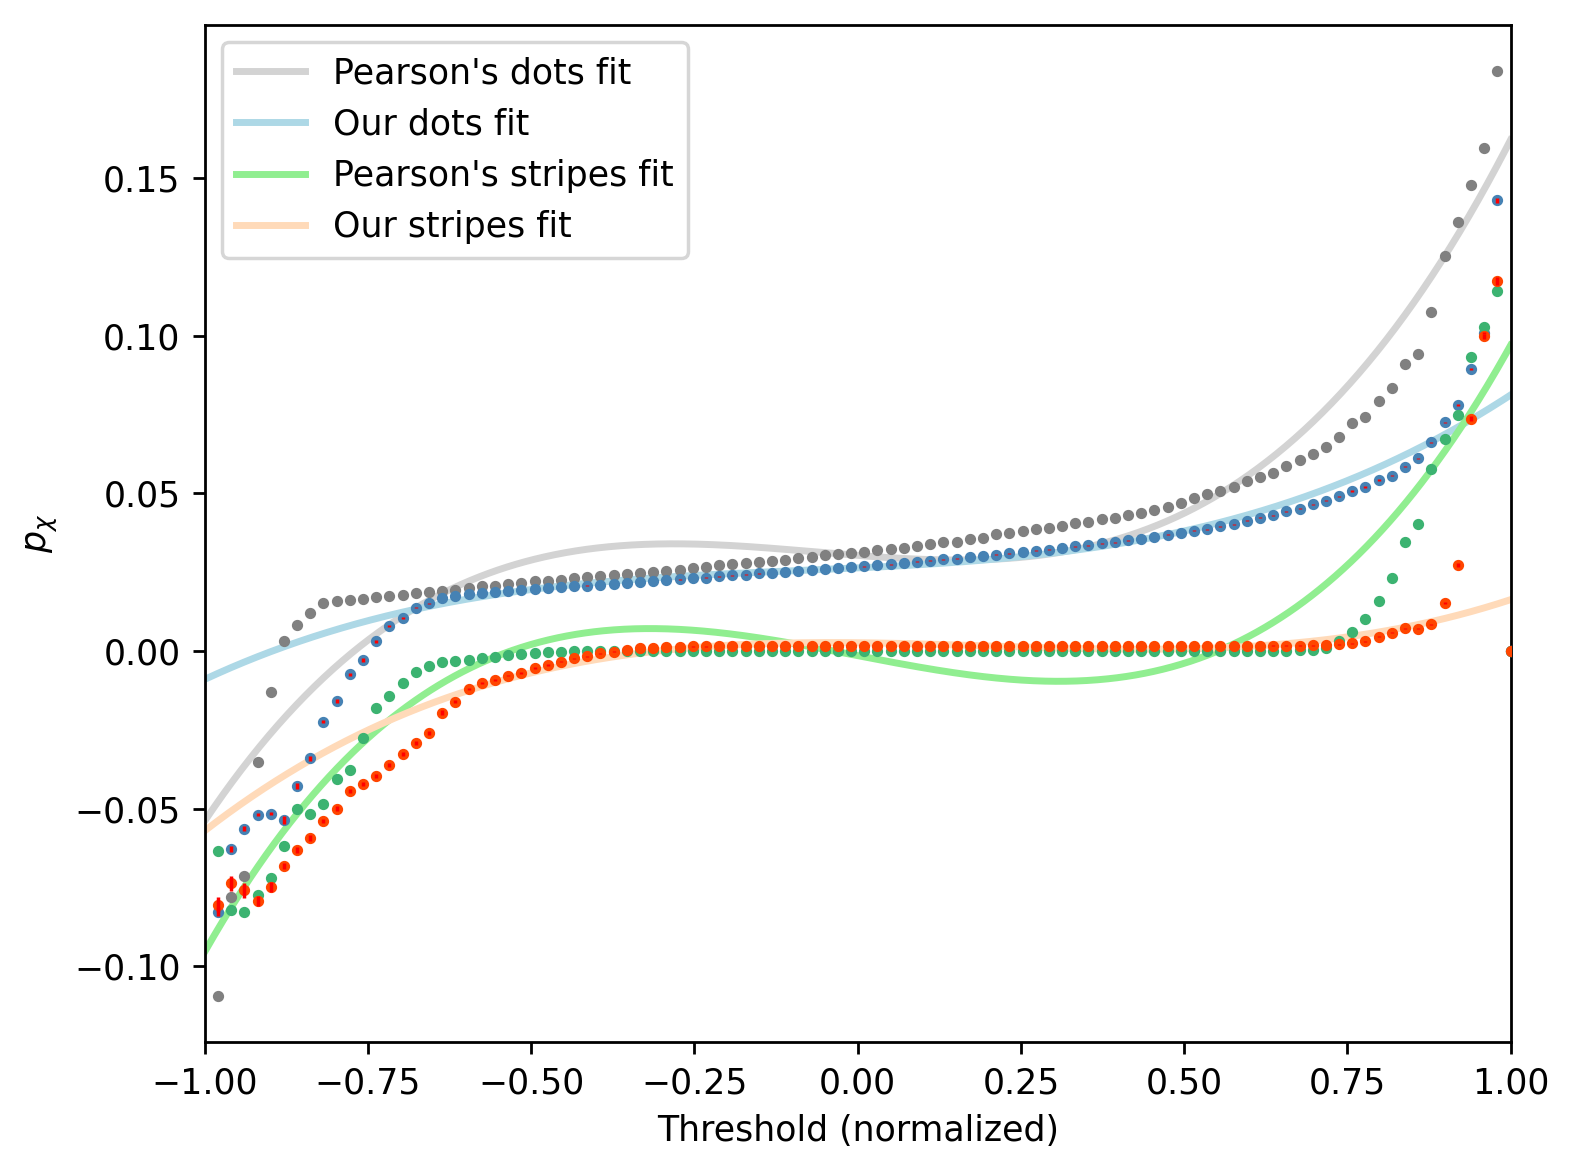 Pearson's dots fit
Our dots fit
Pearson's stripes fit
Our stripes fit
0.15
0.10
0.05
0.00
−0.05
−0.10
pχ
−1.00 −0.75 −0.50 −0.25 0.00 0.25 0.50 0.75 1.00
Threshold (normalized)